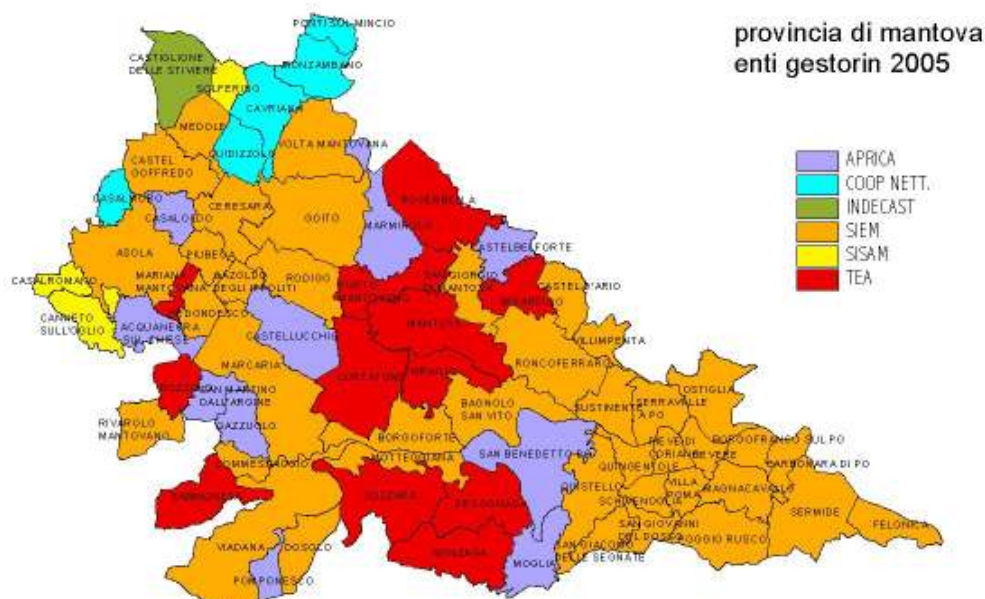 provincia di mantova
enti gestorin 2005
APRICA
COOP NETT.
INDECAST
SIEM
SISAM
TEA
PONTI SUL MINCIO
MONZAMBANO
CASTIGLIONE
DELLE STIVIERE
SOLFERINO
CAVRIANA
MEDOLE
GUIDIZZOLO
VOLTA MANTOVANA
CASTEL
GOFFREDO
CASALMORO
CERESARA
CASALOLDO
GOITO
MARMIROLO
ROVERBELLA
CASTELBELFORTE
ASOLA
PIUBEGA
MARIANA
MANTOVANA
GAZOLDO
DEGLI IPPOLITI
RODIGO
PORTO
MANTOVANO
SAN GIORGIO
DI MANTOVA
BIGARELLO
CASTEL D'ARIO
CASALROMANO
CANNETO
SULL'OGLIO
ACQUANEGRA
SUL CHIESE
REDONDESCO
CASTELLUCCHIO
MANTOVA
VILLIMPENTA
MARCARIA
CURTATONE
VIRGILIO
RONCOFERRARO
BOZZOLO
SAN MARTINO
DALL'ARGINE
GAZZUOLO
BAGNOLO
SAN VITO
SUSTINENTE
SERRAVALLE
A PO
OSTIGLIA
RIVAROLO
MANTOVANO
BORGOFORTE
MOTTEGGIANA
SAN BENEDETTO PO
COMMESSAGGIO
SABBIONETA
SUZZARA
PEGOGNAGA
GONZAGA
QUISTELLO
QUINGENTOLE
REVERE
BORGOFRANCO SUL PO
CARBONARA DI PO
SCHIVENOGLIA
VILLA
POMA
MAGNACAVALLO
SERMIDE
FELONICA
SAN GIOVANNI
DEL DOSSO
POGGIO RUSCO
SAN GIACOMO
DELLE SEGNATE
MOGLIA
VIADANA
DOSOLO
POMPONESCO